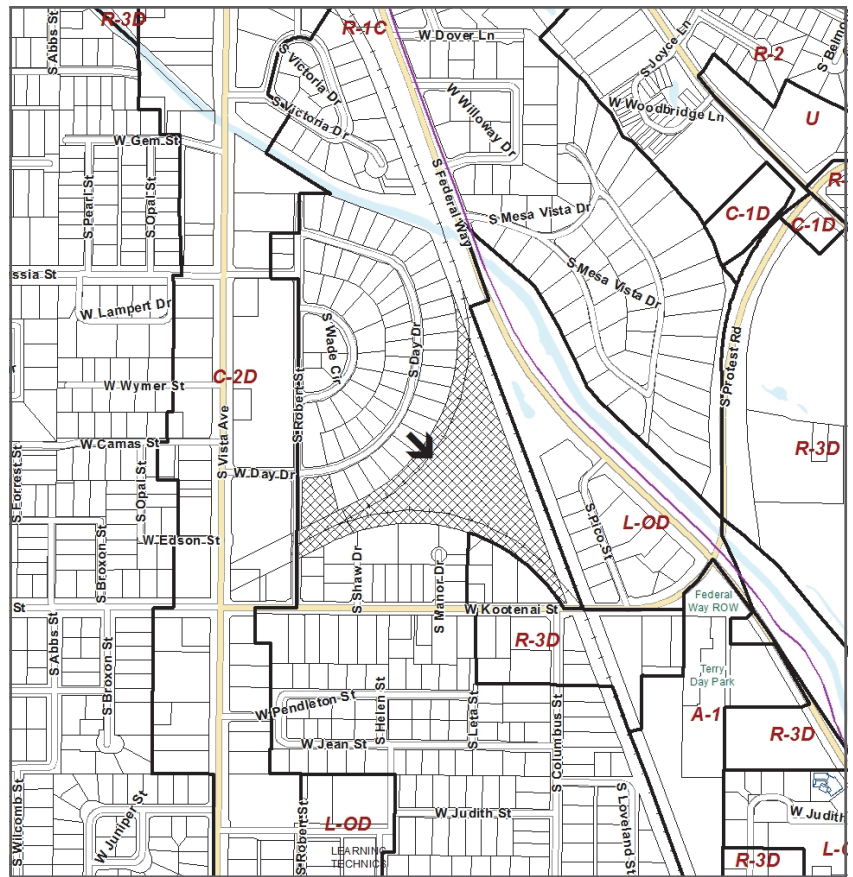 R-3D
S Abbs St
R-1C
W Dover Ln
S Joyce Ln
R-2
S Belmo
S Victoria Dr
S Victoria Dr
W Willoway Dr
W Woodbridge Ln
U
W Gem St
S Federal Way
R-
S Pearl St
S Opal St
S Mesa Vista Dr
C-1D
C-1D
ssia St
S Mesa Vista Dr
W Lampert Dr
S Wade Cir
S Day Dr
S Protest Rd
C-2D
W Wymer St
S Robert St
S Vista Ave
W Camas St
R-3D
S Forrest St
S Opal St
W Day Dr
S Pico St
L-OD
W Edson St
S Broxon St
S Shaw Dr
S Manor Dr
Federal
Way ROW
St
W Kootenai St
S Abbs St
R-3D
Terry
Day Park
S Broxon St
W Pendleton St
S Helen St
S Leta St
A-1
R-3D
W Jean St
S Columbus St
S Wilcomb St
W Juniper St
S Robert St
L-OD
W Judith St
S Loveland St
W Judith
LEARNING
TECHNICS
R-3D
L-O